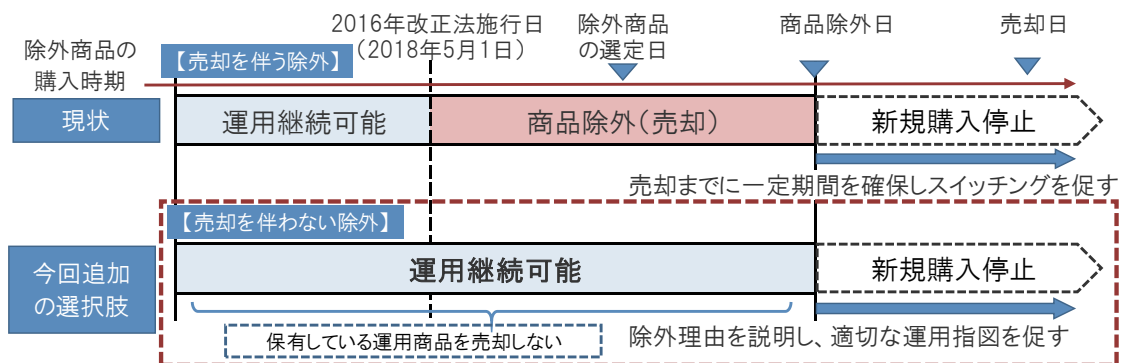 2016年改正法施行日
（2018年5月1日）
除外商品
の選定日
商品除外日
売却日
除外商品の
購入時期
【売却を伴う除外】
現状
運用継続可能
商品除外（売却）
新規購入停止
売却までに一定期間を確保しスイッチングを促す
【売却を伴わない除外】
今回追加
の選択肢
運用継続可能
新規購入停止
保有している運用商品を売却しない
除外理由を説明し、適切な運用指図を促す